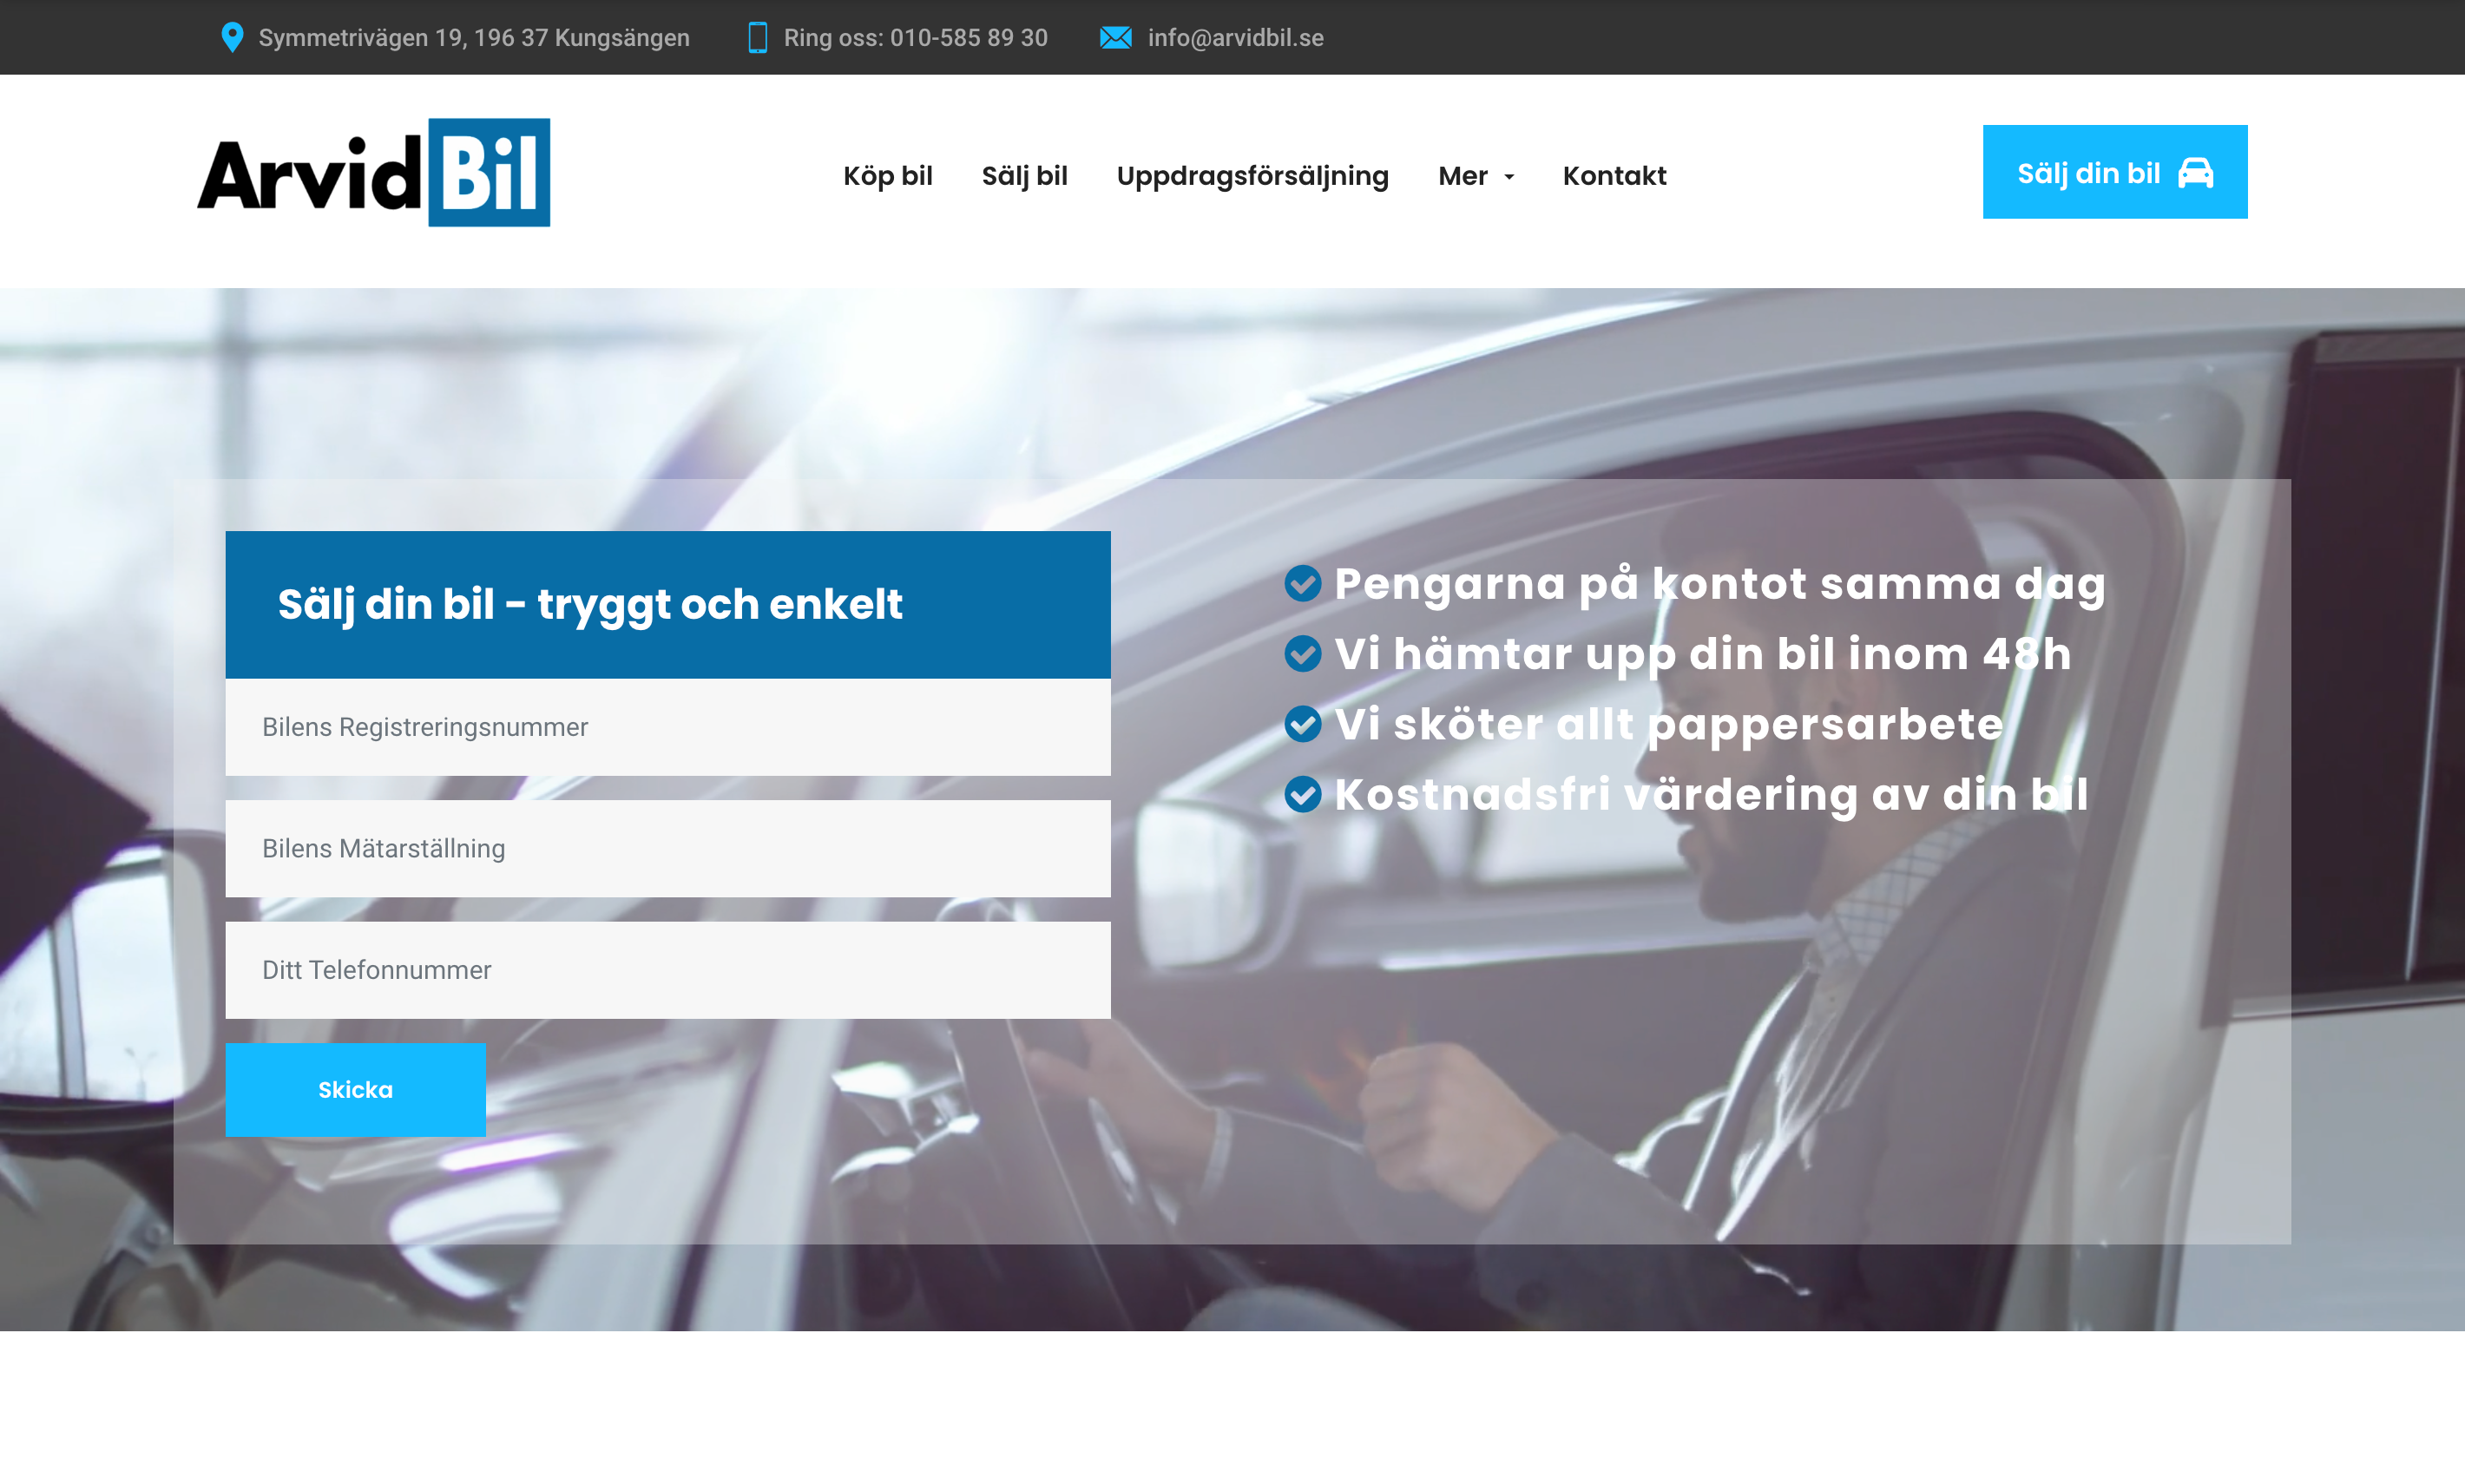 Symmetrivägen 19, 196 37 Kungsängen
Ring oss: 010-585 89 30
info@arvidbil.se
ArvidBil
Köp bil
Sälj bil
Uppdragsförsäljning
Mer
Kontakt
Sälj din bil
Sälj din bil - tryggt och enkelt
Bilens Registreringsnummer
Bilens Mätarställning
Ditt Telefonnummer
Skicka
Pengarna på kontot samma dag
Vi hämtar upp din bil inom 48h
Vi sköter allt pappersarbete
Kostnadsfri värdering av din bil